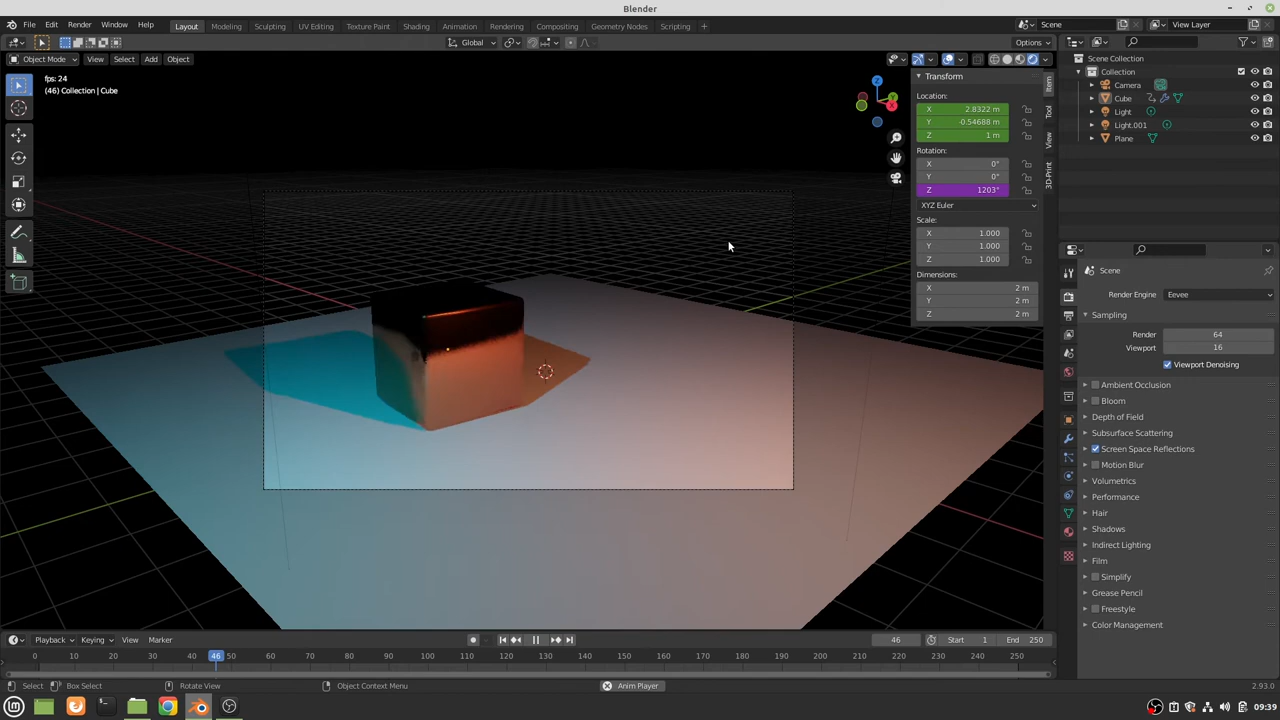 Blender
File Edit Render Window Help Layout Modeling Sculpting UV Editing Texture Paint Shading Animation Rendering Compositing Geometry Nodes Scripting + Scene View Layer
Global Options
Object Mode View Select Add Object
fps: 24
(46) Collection | Cube
Z
Y
X
Transform
Location:
X 2.8322 m
Y -0.54688 m
Z 1 m
Rotation:
X 0°
Y 0°
Z 1203°
XYZ Euler
Scale:
X 1.000
Y 1.000
Z 1.000
Dimensions:
X 2 m
Y 2 m
Z 2 m
Item
Tool
View
3D-Print
Scene Collection
Collection
Camera
Cube
Light
Light.001
Plane
Scene
Render Engine Eevee
Sampling
Render 64
Viewport 16
Viewport Denoising
Ambient Occlusion
Bloom
Depth of Field
Subsurface Scattering
Screen Space Reflections
Motion Blur
Volumetrics
Performance
Hair
Shadows
Indirect Lighting
Film
Simplify
Grease Pencil
Freestyle
Color Management
Playback Keying View Marker 46 Start 1 End 250
0 10 20 30 40 46 50 60 70 80 90 100 110 120 130 140 150 160 170 180 190 200 210 220 230 240 250
Select Box Select Rotate View Object Context Menu Anim Player 2.93.0
09:39